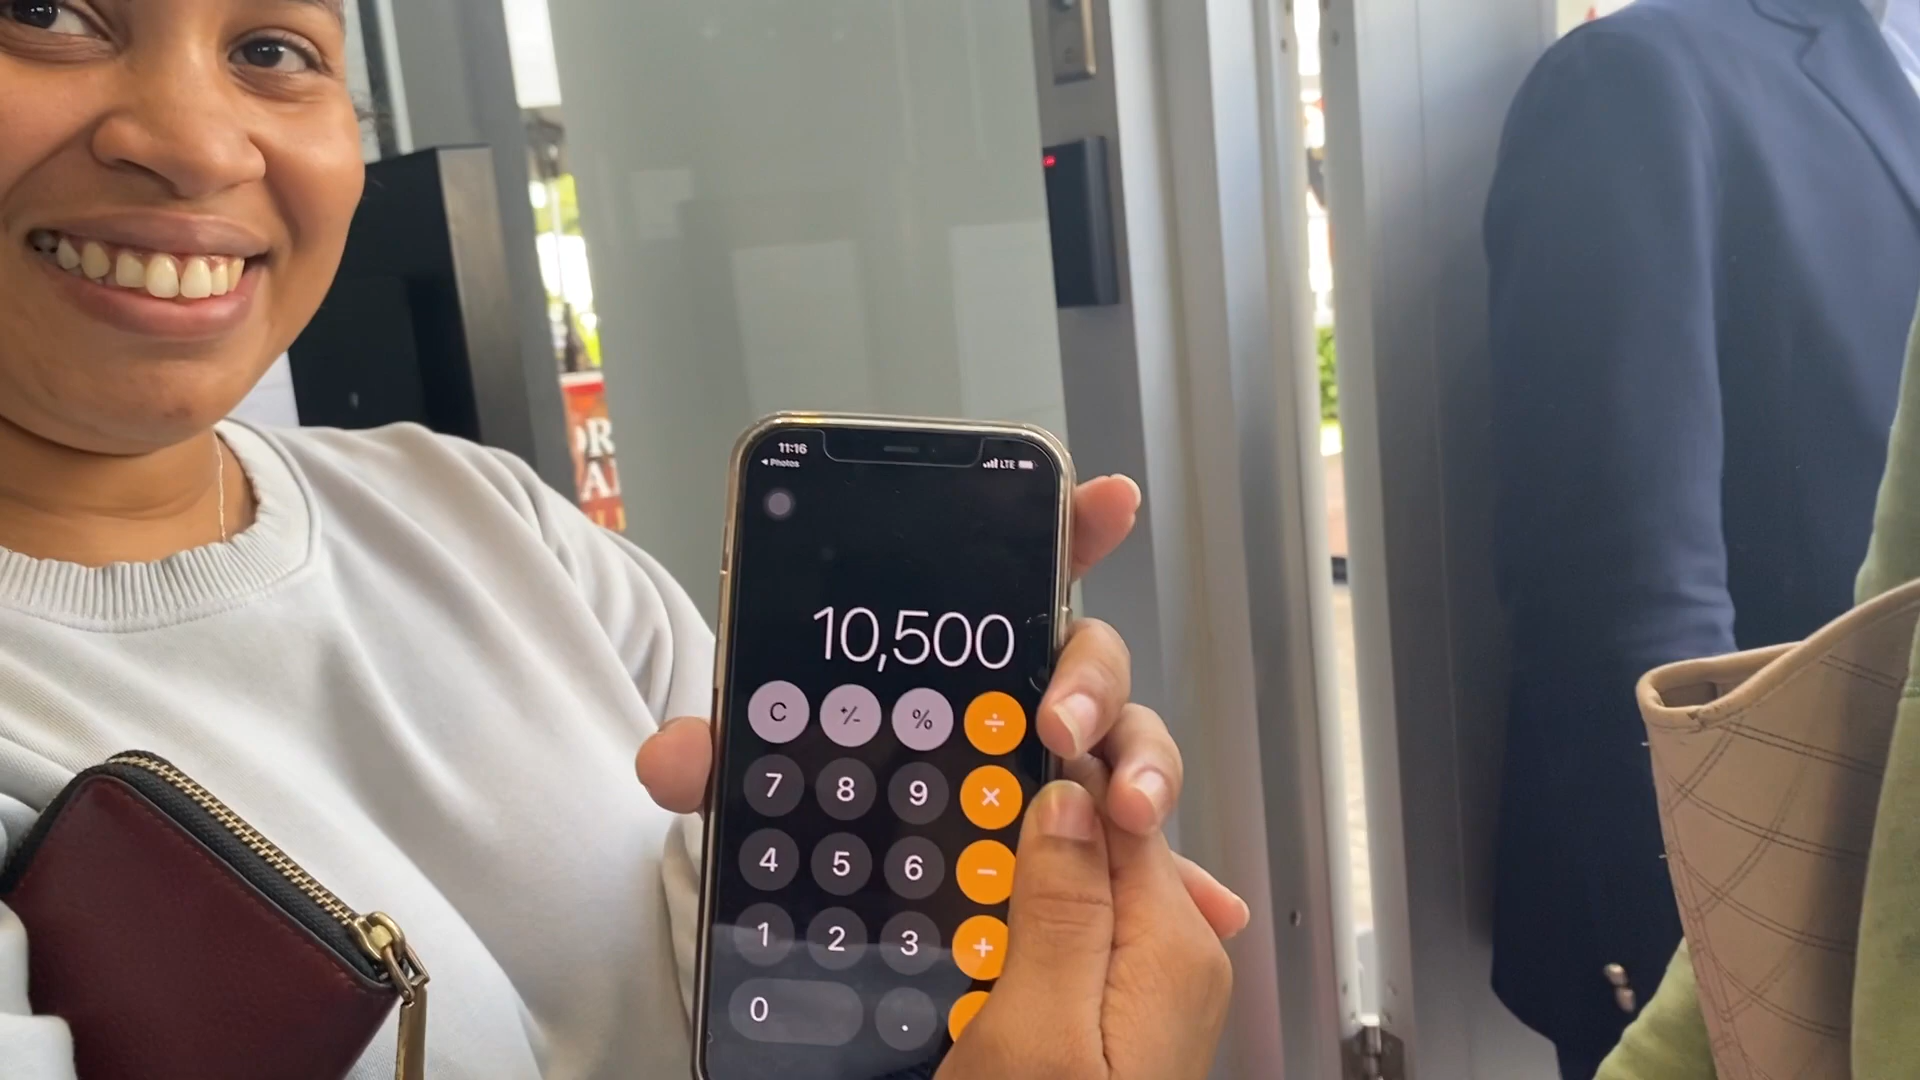 11:16
LTE
◄ Photos
10,500
C +/- % ÷
7 8 9 ×
4 5 6 −
1 2 3 +
0 .